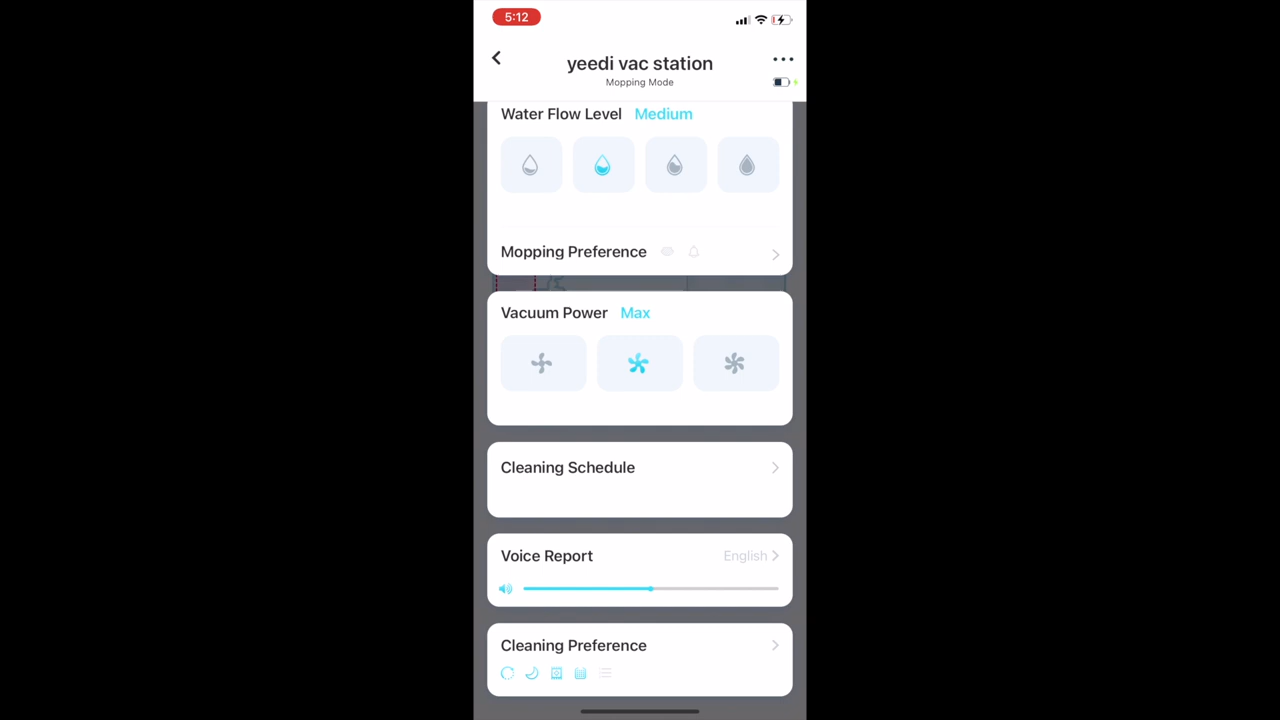 5:12
yeedi vac station
Mopping Mode
Water Flow Level Medium
Mopping Preference
Vacuum Power Max
Cleaning Schedule
Voice Report English
Cleaning Preference